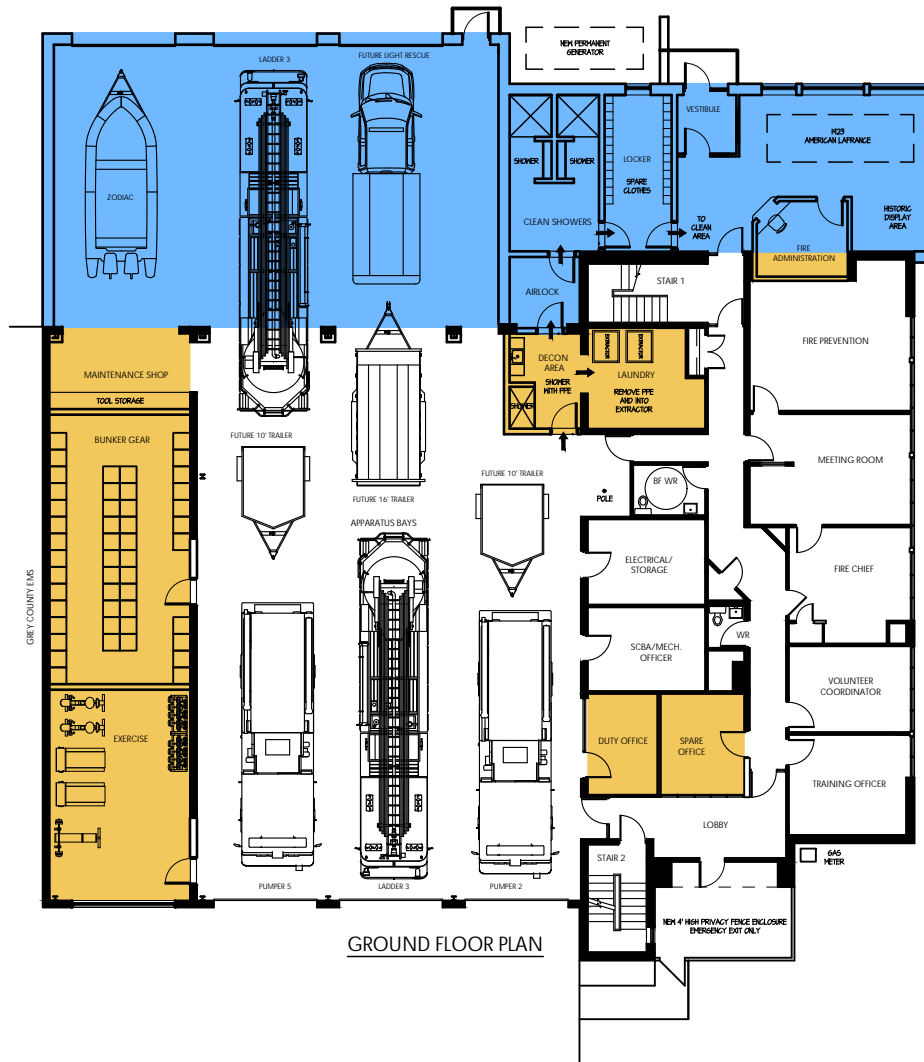 NEW PERMANENT
GENERATOR
LADDER 3
FUTURE LIGHT RESCUE
VESTIBULE
1923
AMERICAN LAFRANCE
SHOWER
SHOWER
LOCKER
SPARE
CLOTHES
ZODIAC
CLEAN SHOWERS
TO
CLEAN
AREA
HISTORIC
DISPLAY
AREA
FIRE
ADMINISTRATION
STAIR 1
AIRLOCK
FIRE PREVENTION
EXTRACTOR
EXTRACTOR
DECON
AREA
SHOWER
WITH PPE
LAUNDRY
REMOVE PPE
AND INTO
EXTRACTOR
MAINTENANCE SHOP
TOOL STORAGE
SHOWER
BUNKER GEAR
FUTURE 10' TRAILER
MEETING ROOM
FUTURE 16' TRAILER
FUTURE 10' TRAILER
BF WR
POLE
APPARATUS BAYS
ELECTRICAL/
STORAGE
FIRE CHIEF
GREY COUNTY EMS
SCBA/MECH.
OFFICER
WR
VOLUNTEER
COORDINATOR
EXERCISE
DUTY OFFICE
SPARE
OFFICE
TRAINING OFFICER
LOBBY
STAIR 2
GAS
METER
PUMPER 5
LADDER 3
PUMPER 2
NEW 4' HIGH PRIVACY FENCE ENCLOSURE
EMERGENCY EXIT ONLY
GROUND FLOOR PLAN